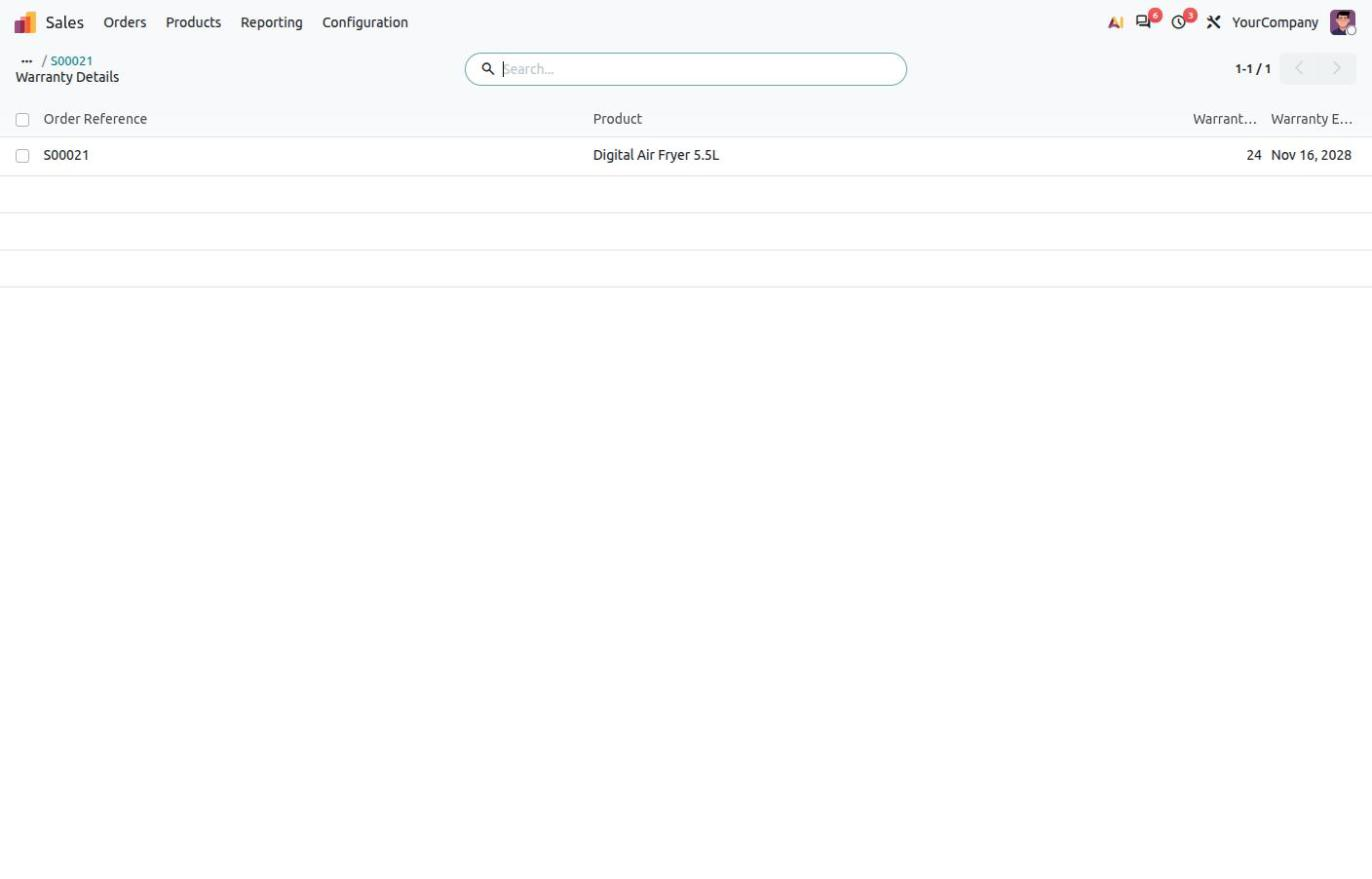 Sales Orders Products Reporting Configuration AI 6 3 YourCompany
... / S00021
Warranty Details
Search...
1-1 / 1
Order Reference Product Warrant... Warranty E...
S00021 Digital Air Fryer 5.5L 24 Nov 16, 2028